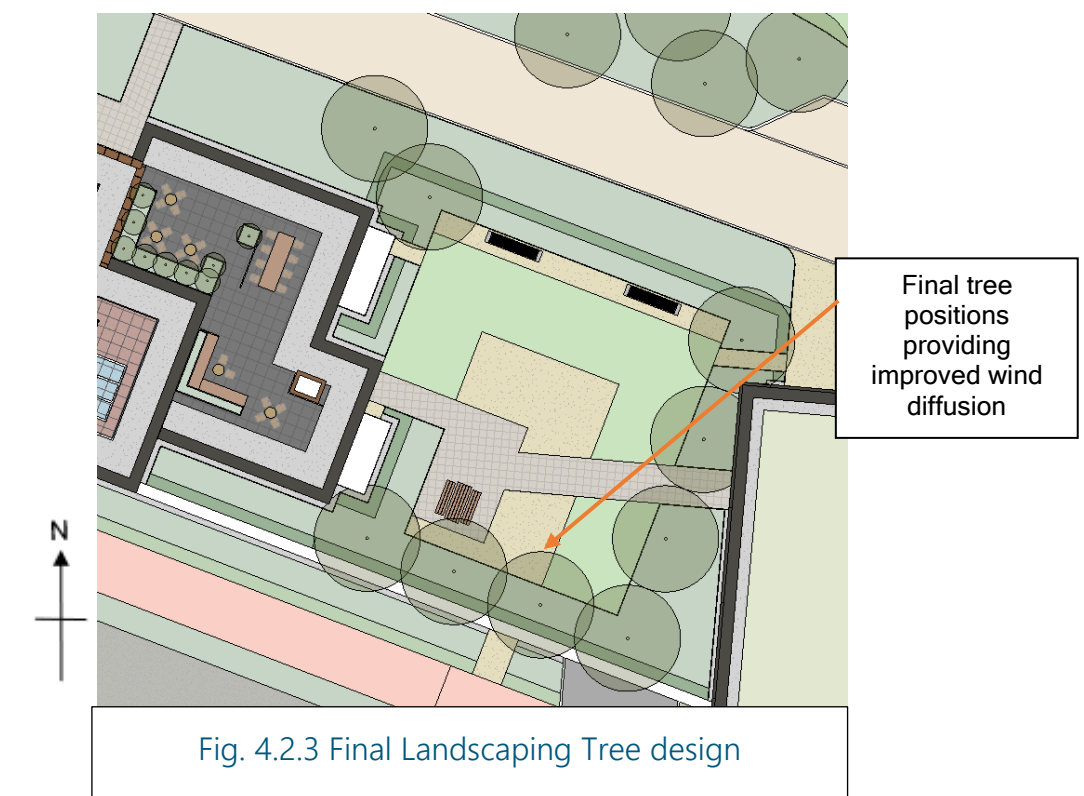 Final tree
positions
providing
improved wind
diffusion
N
Fig. 4.2.3 Final Landscaping Tree design